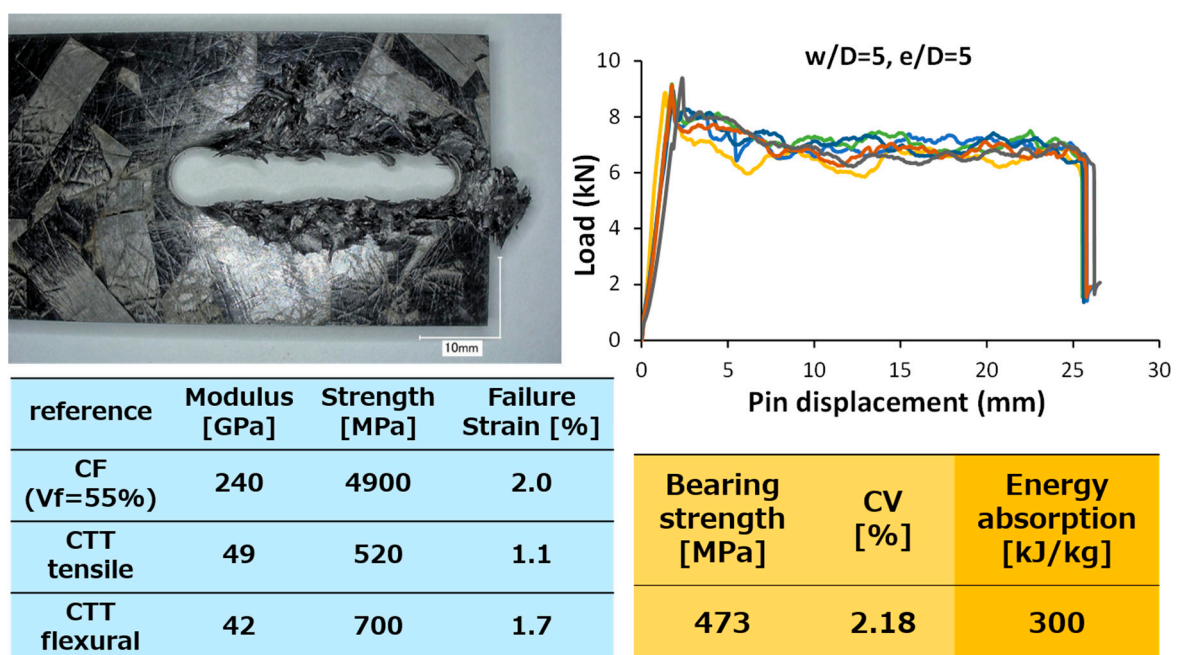 10mm
w/D=5, e/D=5
Load (kN)
10
8
6
4
2
0
0 5 10 15 20 25 30
Pin displacement (mm)
reference Modulus [GPa] Strength [MPa] Failure Strain [%]
CF (Vf=55%) 240 4900 2.0
CTT tensile 49 520 1.1
CTT flexural 42 700 1.7
Bearing strength [MPa] CV [%] Energy absorption [kJ/kg]
473 2.18 300